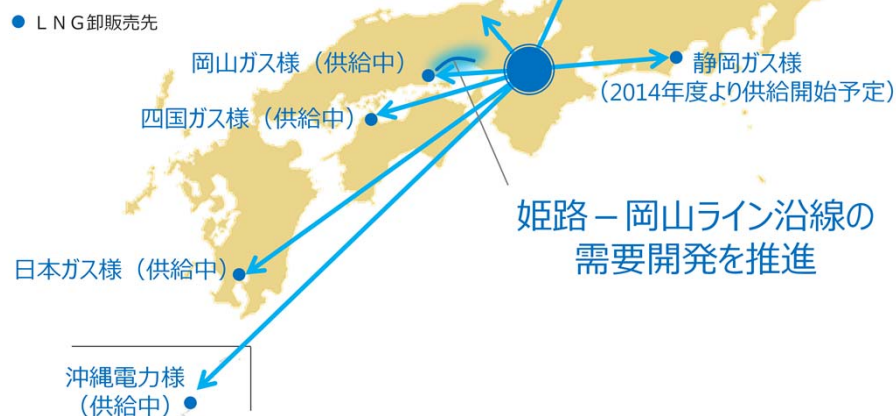 ● ＬＮＧ卸販売先
岡山ガス様（供給中）
静岡ガス様
（2014年度より供給開始予定）
四国ガス様（供給中）
姫路－岡山ライン沿線の
需要開発を推進
日本ガス様（供給中）
沖縄電力様
（供給中）